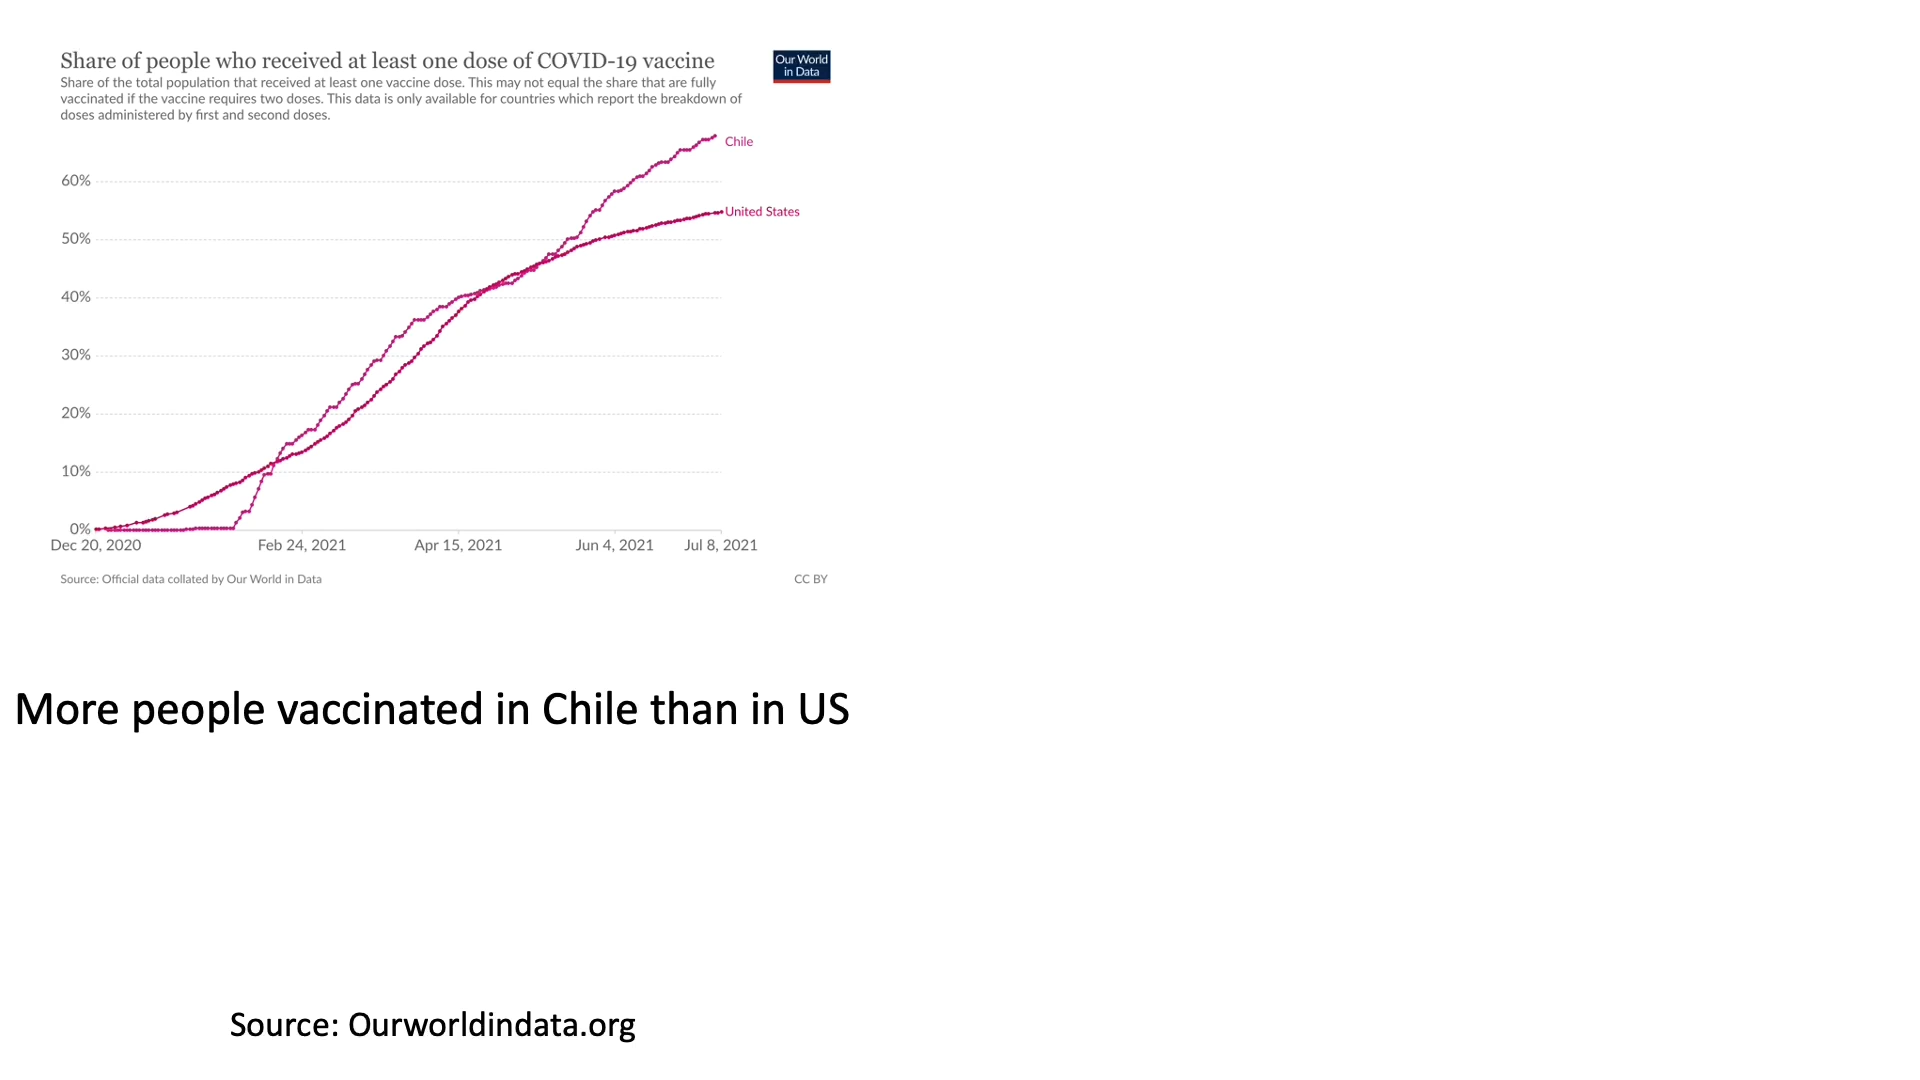 Share of people who received at least one dose of COVID-19 vaccine
Our World
in Data
Share of the total population that received at least one vaccine dose. This may not equal the share that are fully
vaccinated if the vaccine requires two doses. This data is only available for countries which report the breakdown of
doses administered by first and second doses.
Chile
60%
United States
50%
40%
30%
20%
10%
0%
Dec 20, 2020
Feb 24, 2021
Apr 15, 2021
Jun 4, 2021
Jul 8, 2021
Source: Official data collated by Our World in Data
CC BY
More people vaccinated in Chile than in US
Source: Ourworldindata.org